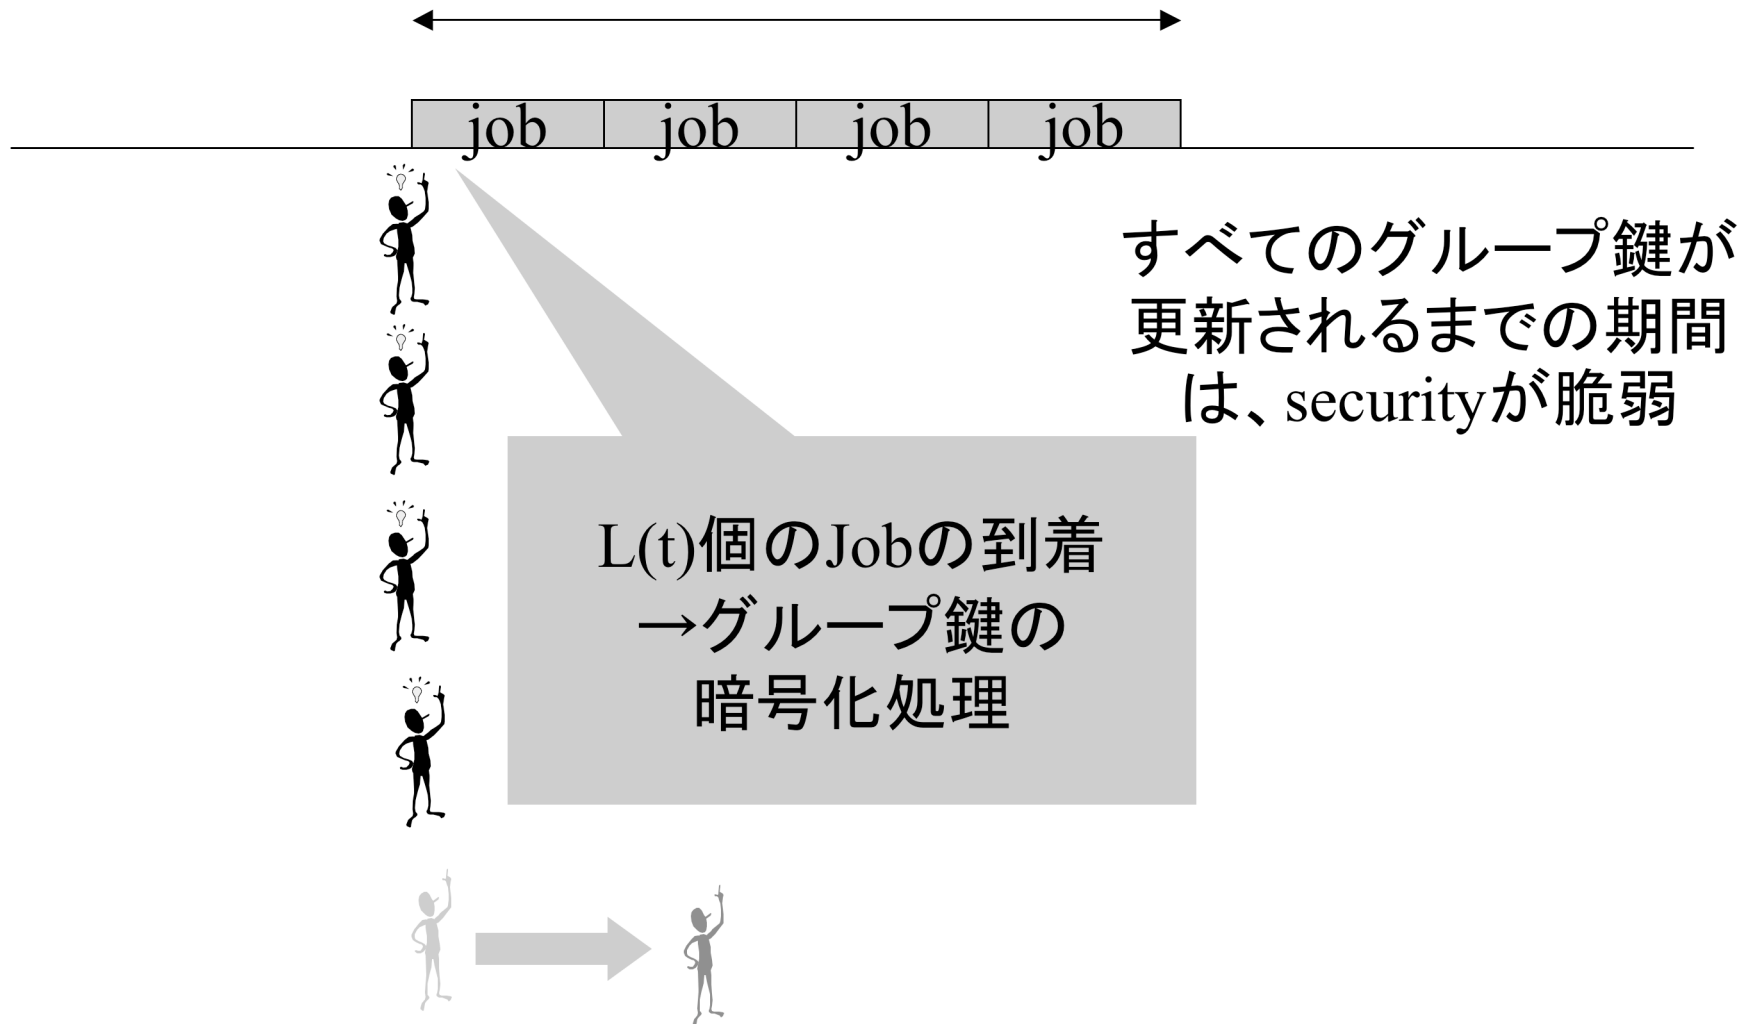 job job job job
すべてのグループ鍵が
更新されるまでの期間
は、securityが脆弱
L(t)個のJobの到着
→グループ鍵の
暗号化処理